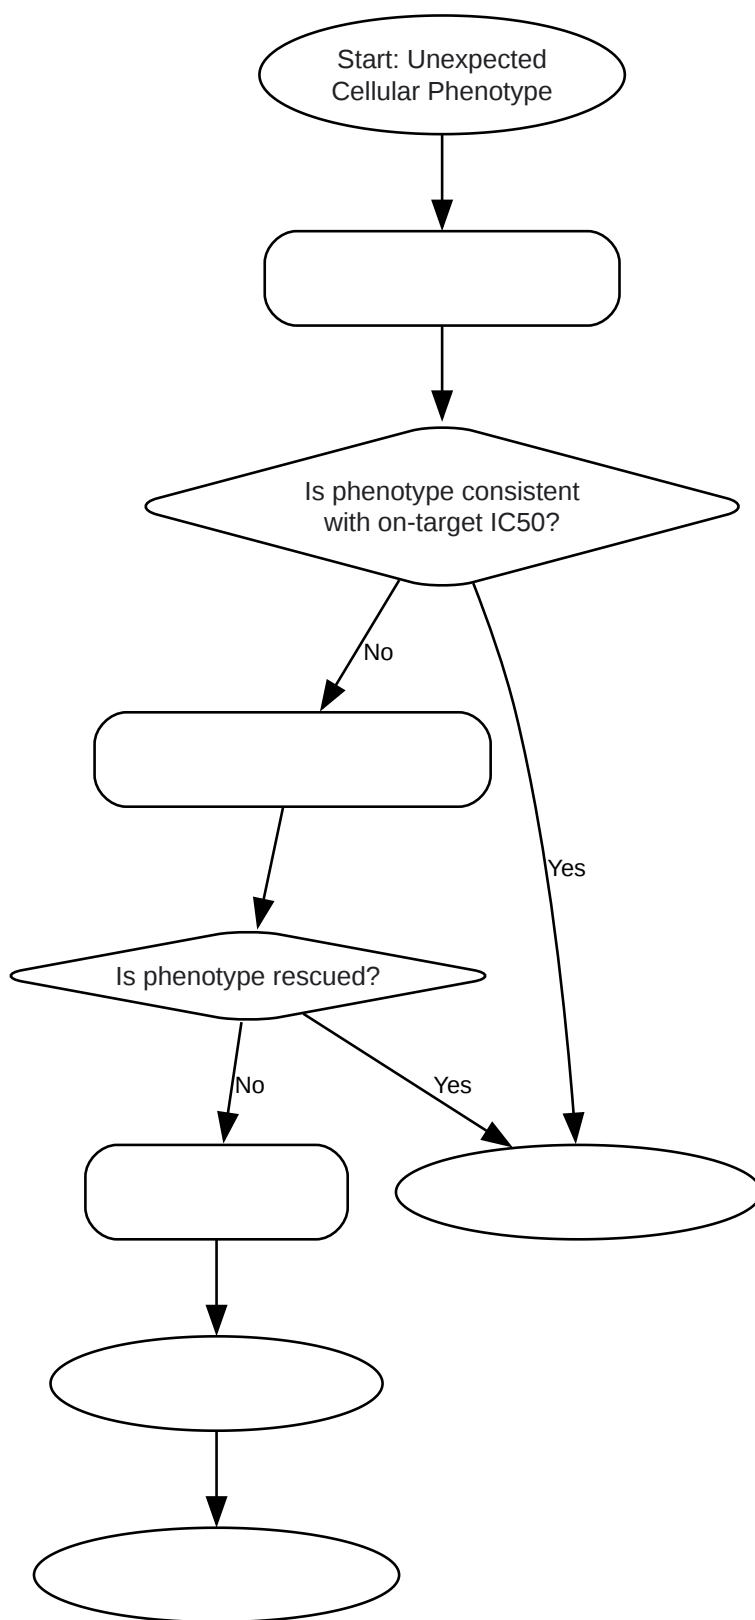 Start: Unexpected
Cellular Phenotype
Is phenotype consistent
with on-target IC50?
No
Yes
Is phenotype rescued?
No
Yes